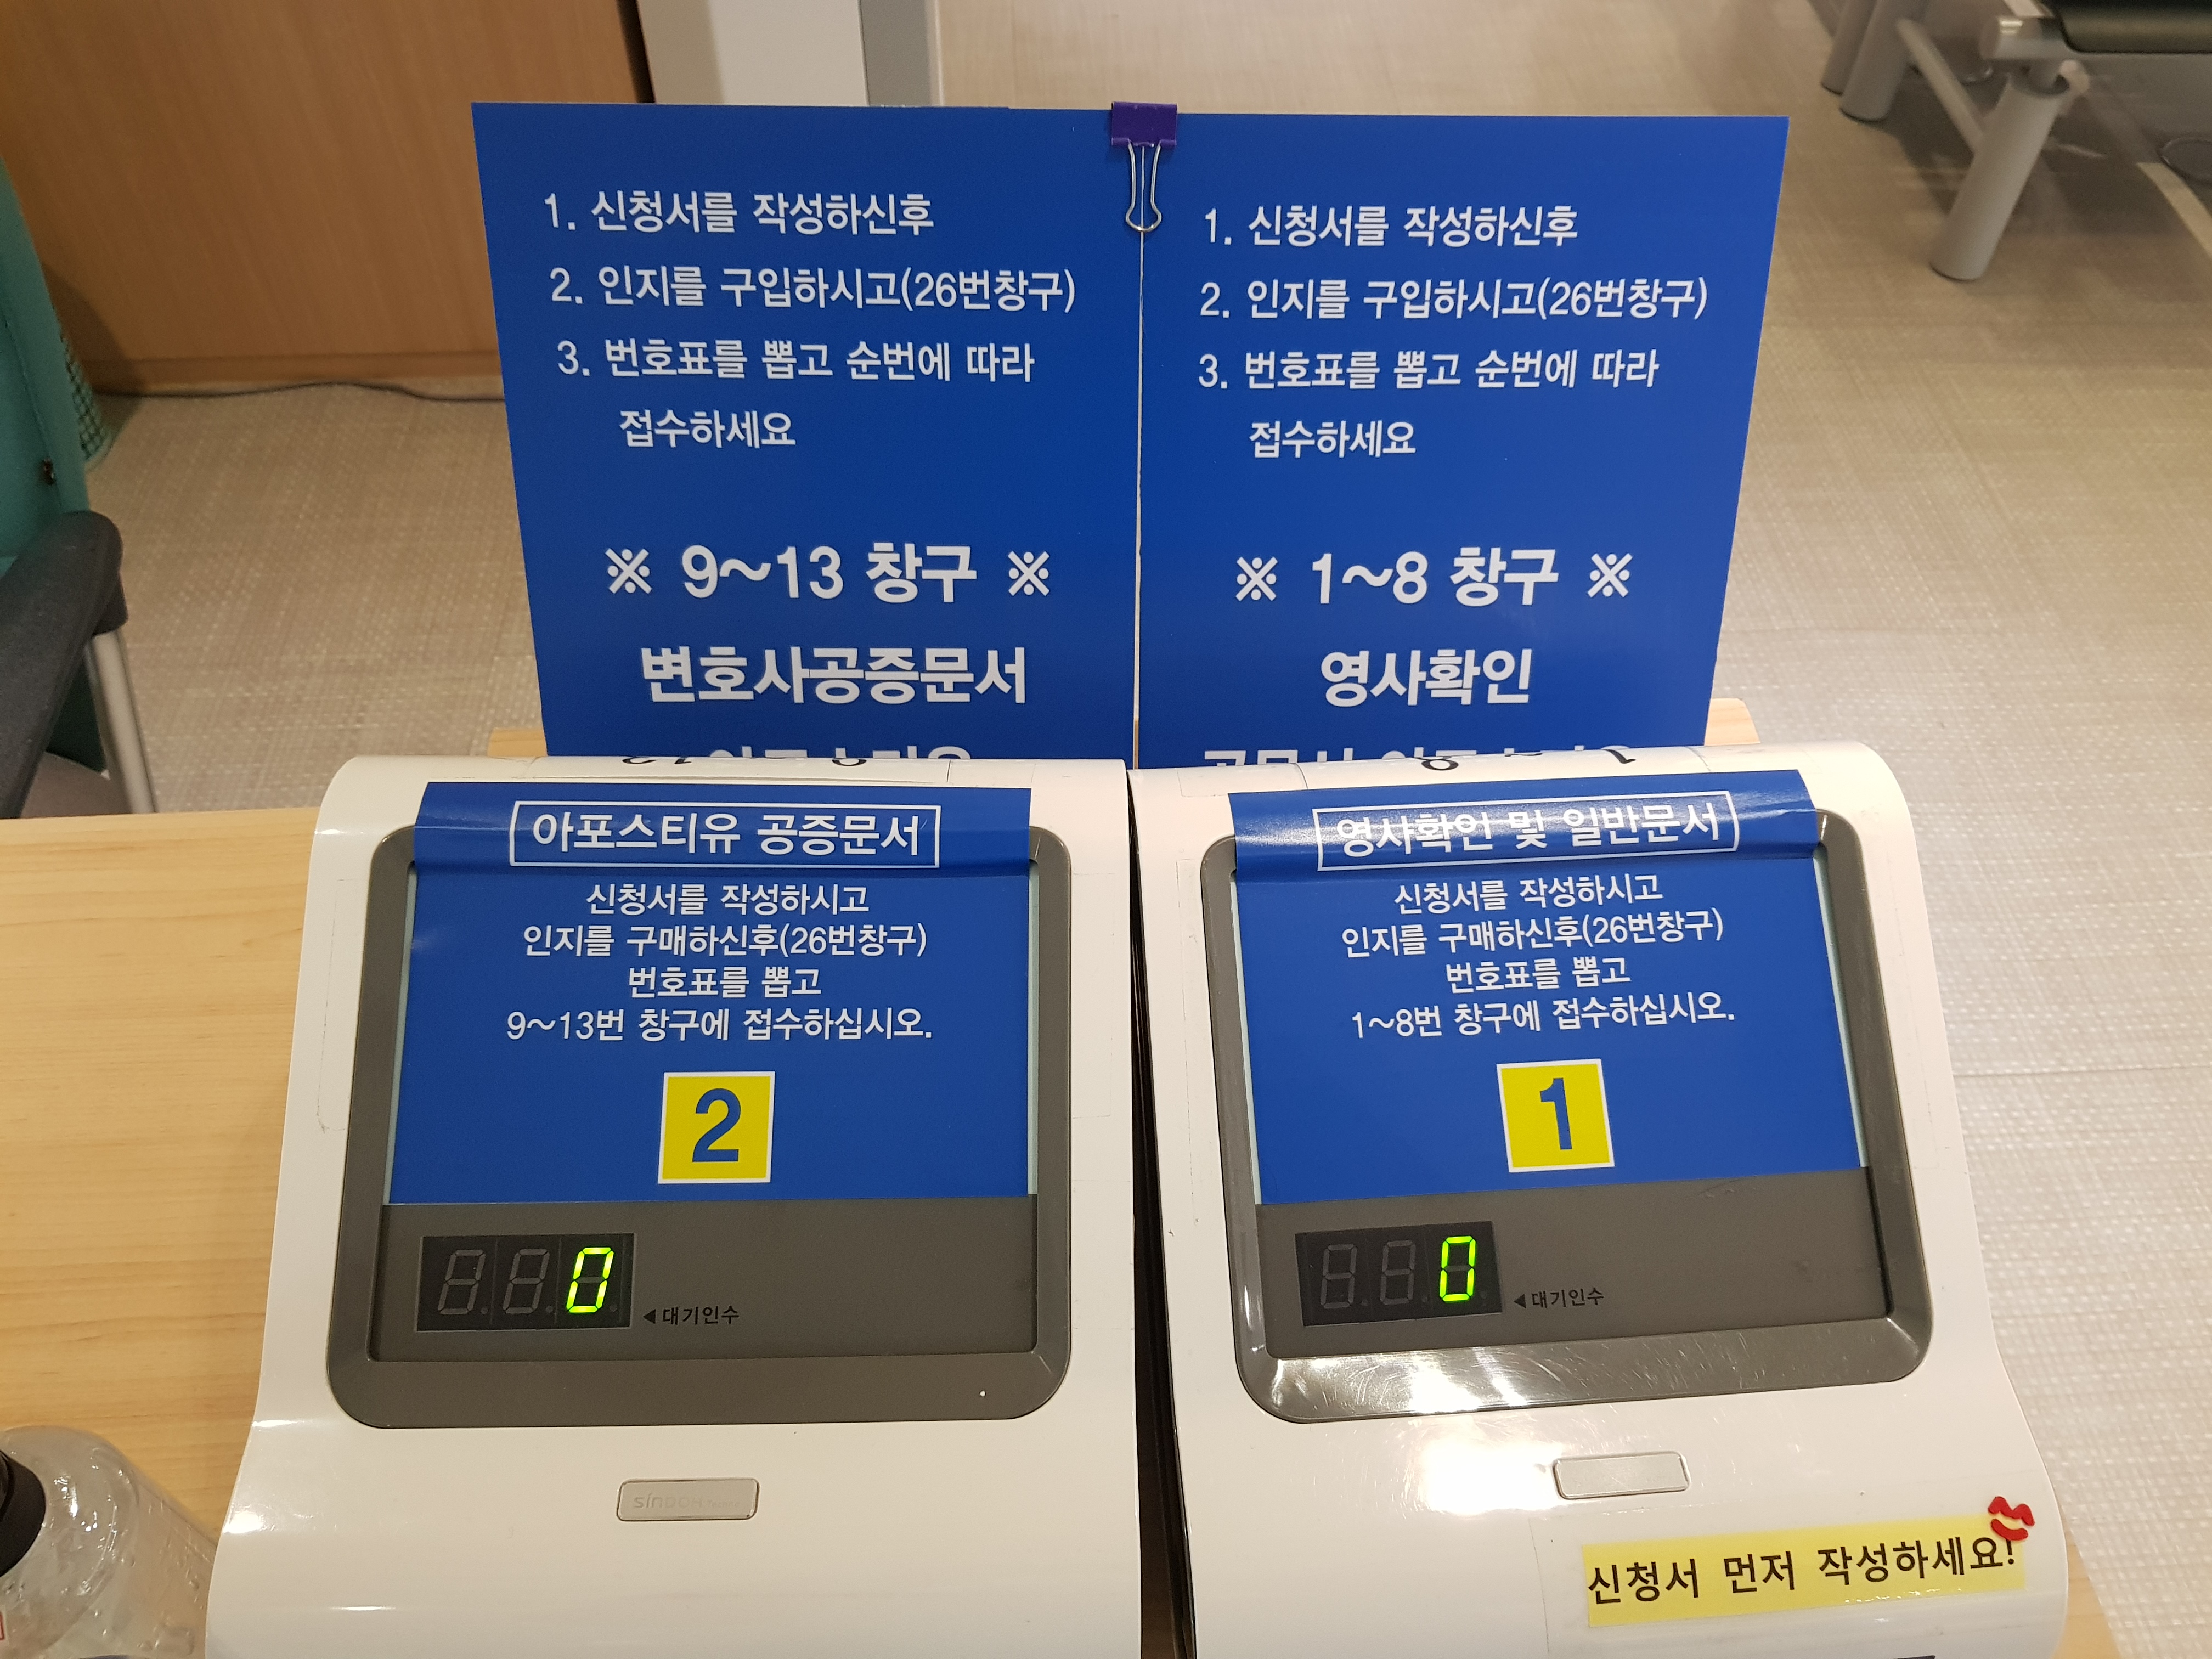 1. 신청서를 작성하신후
2. 인지를 구입하시고(26번창구)
3. 번호표를 뽑고 순번에 따라
접수하세요
※ 9~13 창구 ※
변호사공증문서
1. 신청서를 작성하신후
2. 인지를 구입하시고(26번창구)
3. 번호표를 뽑고 순번에 따라
접수하세요
※ 1~8 창구 ※
영사확인
아포스티유 공증문서
신청서를 작성하시고
인지를 구매하신후(26번창구)
번호표를 뽑고
9~13번 창구에 접수하십시오.
2
0
◀대기인수
영사확인 및 일반문서
신청서를 작성하시고
인지를 구매하신후(26번창구)
번호표를 뽑고
1~8번 창구에 접수하십시오.
1
0
◀대기인수
신청서 먼저 작성하세요!